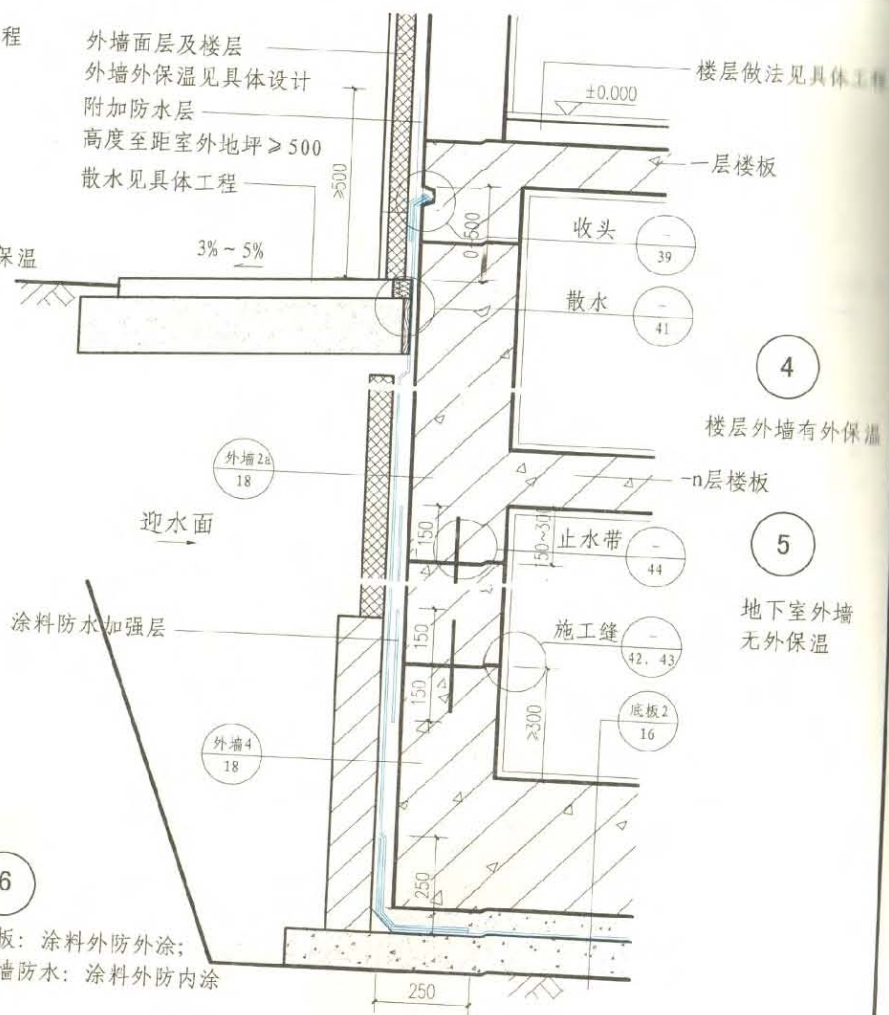 程
外墙面层及楼层
外墙外保温见具体设计
附加防水层
高度至距室外地坪≥500
散水见具体工程
≥500
3%～5%
保温
±0.000
楼层做法见具体工程
一层楼板
0~500
收头
-
39
散水
-
41
4
楼层外墙有外保温
外墙2a
18
-n层楼板
迎水面
150
150~300
止水带
-
44
5
地下室外墙
无外保温
涂料防水加强层
150
150
施工缝
-
42、43
≥300
底板2
16
外墙4
18
250
6
板：涂料外防外涂；
墙防水：涂料外防内涂
250